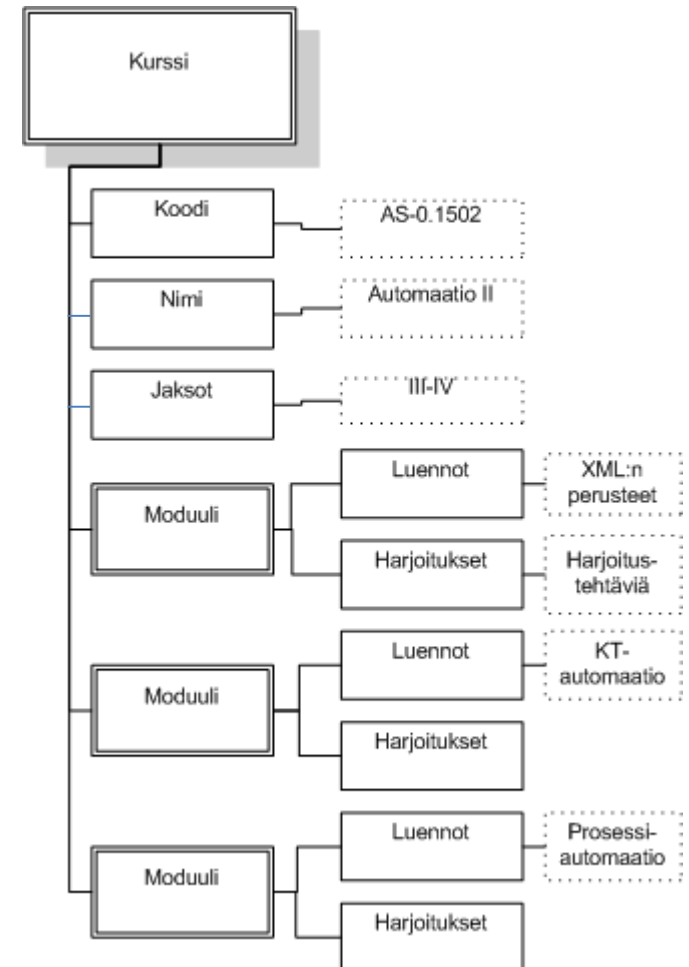 Kurssi
Koodi
AS-0.1502
Nimi
Automaatio II
Jaksot
III-IV
Moduuli
Luennot
XML:n
perusteet
Harjoitukset
Harjoitus-
tehtäviä
Moduuli
Luennot
KT-
automaatio
Harjoitukset
Moduuli
Luennot
Prosessi-
automaatio
Harjoitukset